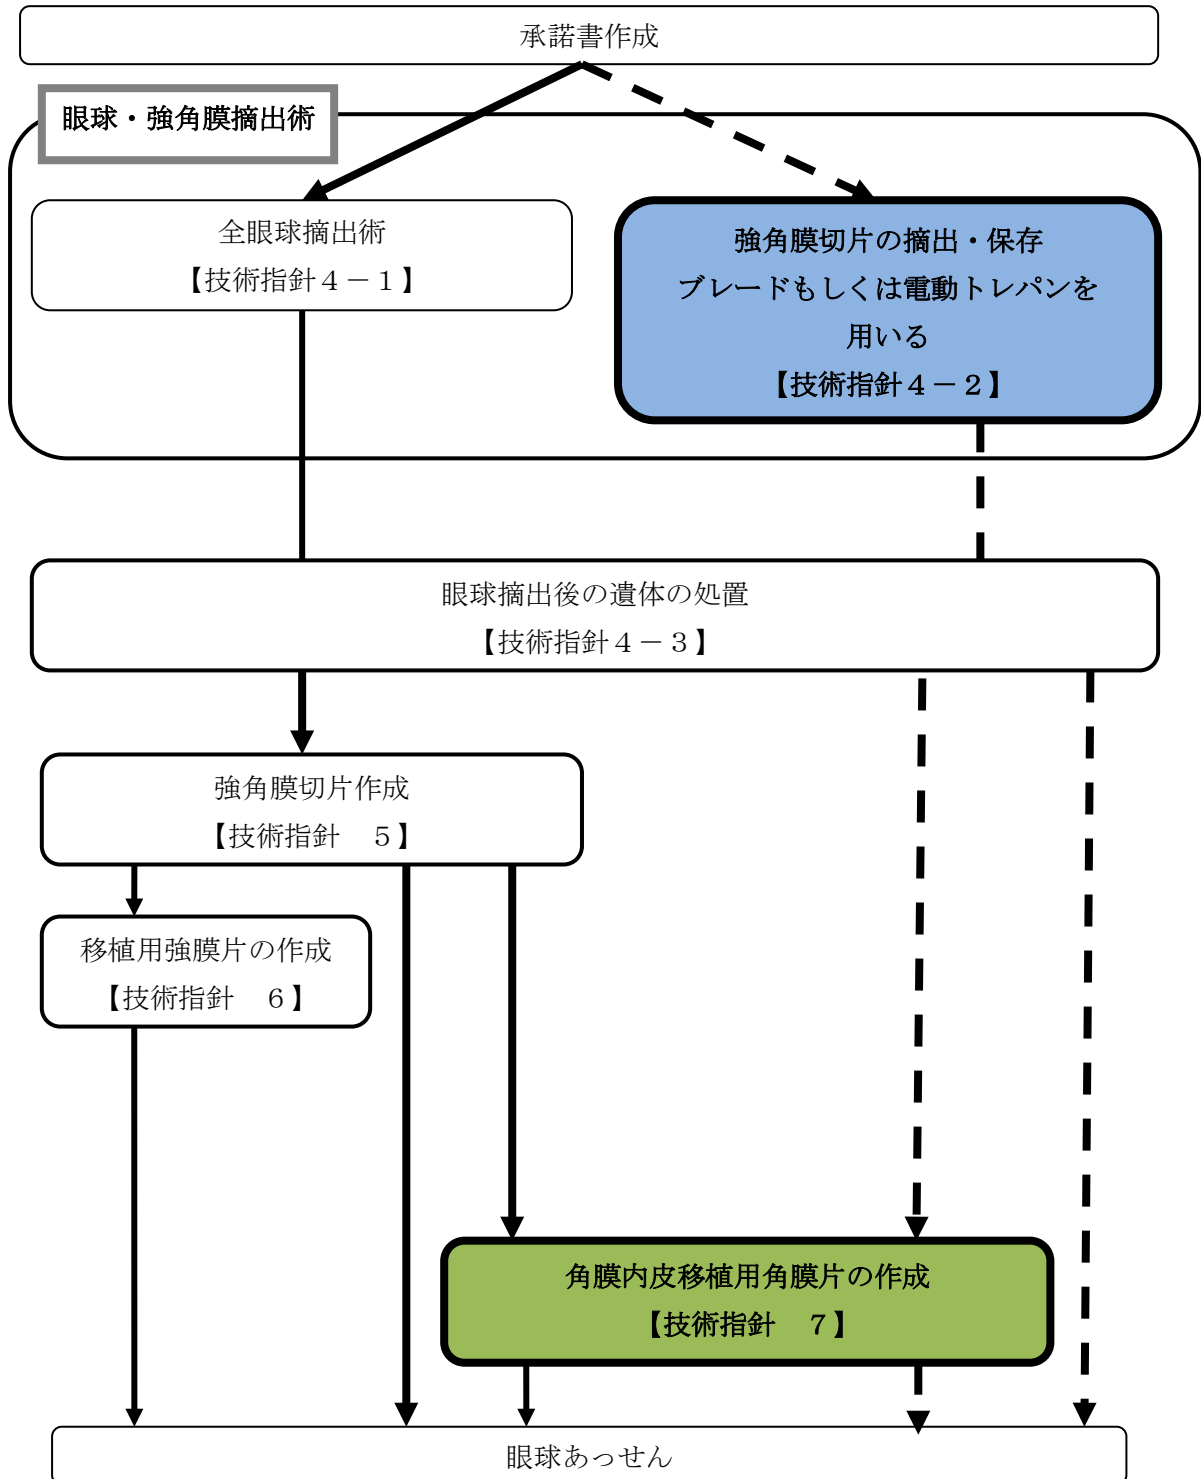 承諾書作成
眼球・強角膜摘出術
全眼球摘出術
【技術指針４－１】
強角膜切片の摘出・保存
ブレードもしくは電動トレパンを
用いる
【技術指針４－２】
眼球摘出後の遺体の処置
【技術指針４－３】
強角膜切片作成
【技術指針　５】
移植用強膜片の作成
【技術指針　６】
角膜内皮移植用角膜片の作成
【技術指針　７】
眼球あっせん